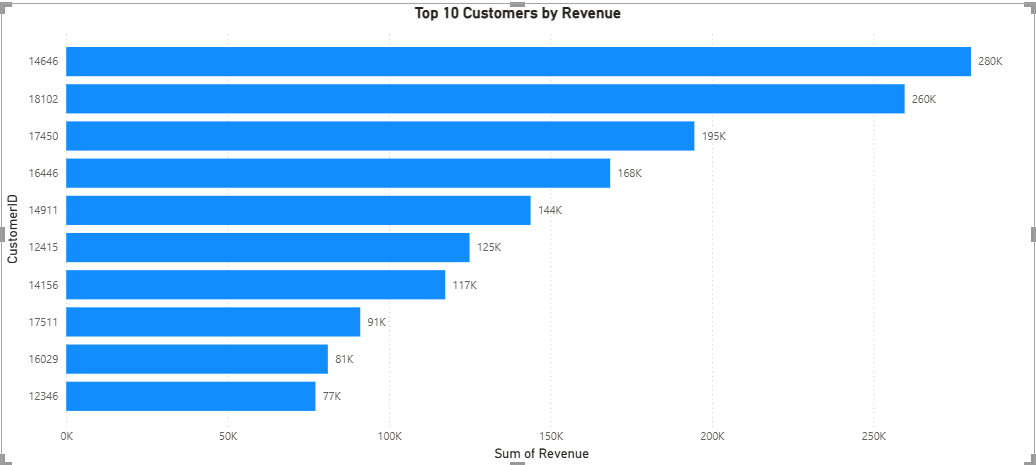 Top 10 Customers by Revenue
CustomerID
14646 280K
18102 260K
17450 195K
16446 168K
14911 144K
12415 125K
14156 117K
17511 91K
16029 81K
12346 77K
0K 50K 100K 150K 200K 250K
Sum of Revenue